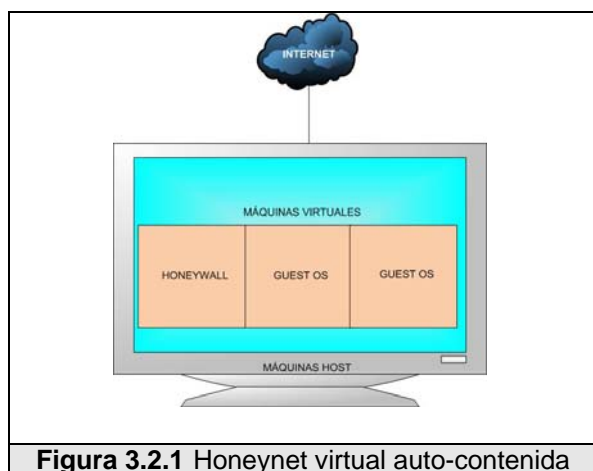 INTERNET
MÁQUINAS VIRTUALES
HONEYWALL
GUEST OS
GUEST OS
MÁQUINAS HOST
Figura 3.2.1 Honeynet virtual auto-contenida